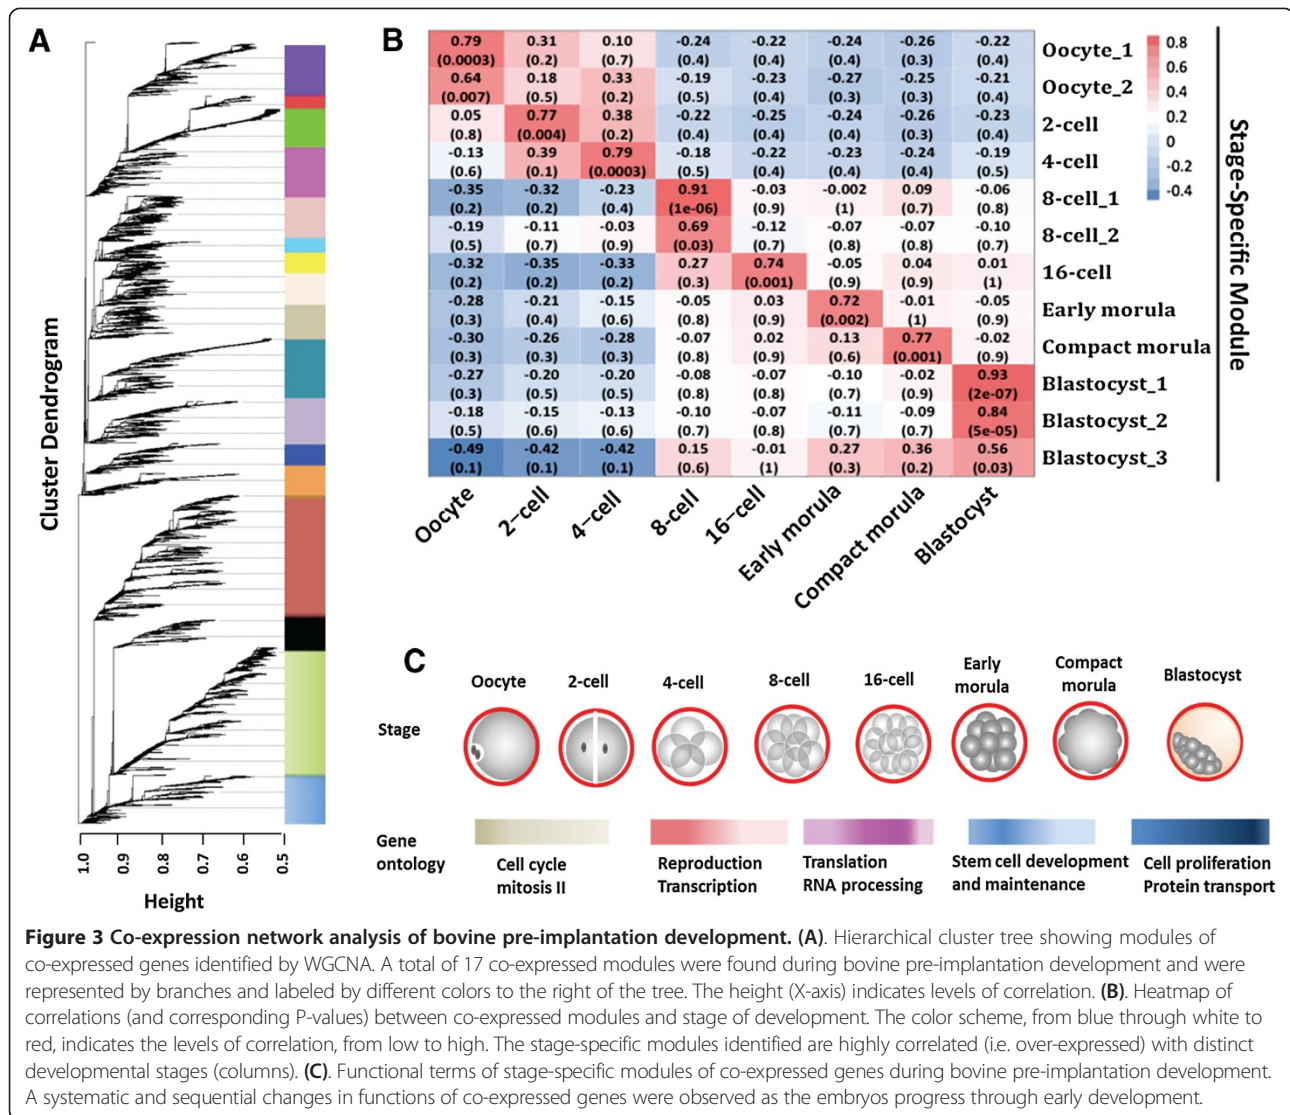 A
Cluster Dendrogram
1.0 0.9 0.8 0.7 0.6 0.5
Height
B
0.79 0.31 0.10 -0.24 -0.22 -0.24 -0.26 -0.22
(0.0003) (0.2) (0.7) (0.4) (0.4) (0.4) (0.3) (0.4)
Oocyte_1
0.64 0.18 0.33 -0.19 -0.23 -0.27 -0.25 -0.21
(0.007) (0.5) (0.2) (0.5) (0.4) (0.3) (0.3) (0.4)
Oocyte_2
0.05 0.77 0.38 -0.22 -0.25 -0.24 -0.26 -0.23
(0.8) (0.004) (0.2) (0.4) (0.4) (0.4) (0.3) (0.4)
2-cell
-0.13 0.39 0.79 -0.18 -0.22 -0.23 -0.24 -0.19
(0.6) (0.1) (0.0003) (0.5) (0.4) (0.4) (0.4) (0.5)
4-cell
-0.35 -0.32 -0.23 0.91 -0.03 -0.002 0.09 -0.06
(0.2) (0.2) (0.4) (1e-06) (0.9) (1) (0.7) (0.8)
8-cell_1
-0.19 -0.11 -0.03 0.69 -0.12 -0.07 -0.07 -0.10
(0.5) (0.7) (0.9) (0.03) (0.7) (0.8) (0.8) (0.7)
8-cell_2
-0.32 -0.35 -0.33 0.27 0.74 -0.05 0.04 0.01
(0.2) (0.2) (0.2) (0.3) (0.001) (0.9) (0.9) (1)
16-cell
-0.28 -0.21 -0.15 -0.05 0.03 0.72 -0.01 -0.05
(0.3) (0.4) (0.6) (0.8) (0.9) (0.002) (1) (0.9)
Early morula
-0.30 -0.26 -0.28 -0.07 0.02 0.13 0.77 -0.02
(0.3) (0.3) (0.3) (0.8) (0.9) (0.6) (0.001) (0.9)
Compact morula
-0.27 -0.20 -0.20 -0.08 -0.07 -0.10 -0.02 0.93
(0.3) (0.5) (0.5) (0.8) (0.8) (0.7) (0.9) (2e-07)
Blastocyst_1
-0.18 -0.15 -0.13 -0.10 -0.07 -0.11 -0.09 0.84
(0.5) (0.6) (0.6) (0.7) (0.8) (0.7) (0.7) (5e-05)
Blastocyst_2
-0.49 -0.42 -0.42 0.15 -0.01 0.27 0.36 0.56
(0.1) (0.1) (0.1) (0.6) (1) (0.3) (0.2) (0.03)
Blastocyst_3
Oocyte 2-cell 4-cell 8-cell 16-cell Early morula Compact morula Blastocyst
0.8
0.6
0.4
0.2
0
-0.2
-0.4
Stage-Specific Module
C
Oocyte 2-cell 4-cell 8-cell 16-cell Early morula Compact morula Blastocyst
Stage
Gene
ontology
Cell cycle
mitosis II
Reproduction
Transcription
Translation
RNA processing
Stem cell development
and maintenance
Cell proliferation
Protein transport
Figure 3 Co-expression network analysis of bovine pre-implantation development. (A). Hierarchical cluster tree showing modules of
co-expressed genes identified by WGCNA. A total of 17 co-expressed modules were found during bovine pre-implantation development and were
represented by branches and labeled by different colors to the right of the tree. The height (X-axis) indicates levels of correlation. (B). Heatmap of
correlations (and corresponding P-values) between co-expressed modules and stage of development. The color scheme, from blue through white to
red, indicates the levels of correlation, from low to high. The stage-specific modules identified are highly correlated (i.e. over-expressed) with distinct
developmental stages (columns). (C). Functional terms of stage-specific modules of co-expressed genes during bovine pre-implantation development.
A systematic and sequential changes in functions of co-expressed genes were observed as the embryos progress through early development.